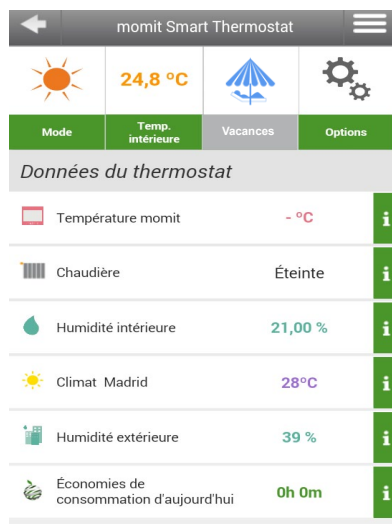 momit Smart Thermostat
24,8 ºC
Mode
Temp.
intérieure
Vacances
Options
Données du thermostat
Température momit - ºC i
Chaudière Éteinte i
Humidité intérieure 21,00 % i
Climat Madrid 28ºC i
Humidité extérieure 39 % i
Économies de
consommation d'aujourd'hui 0h 0m i